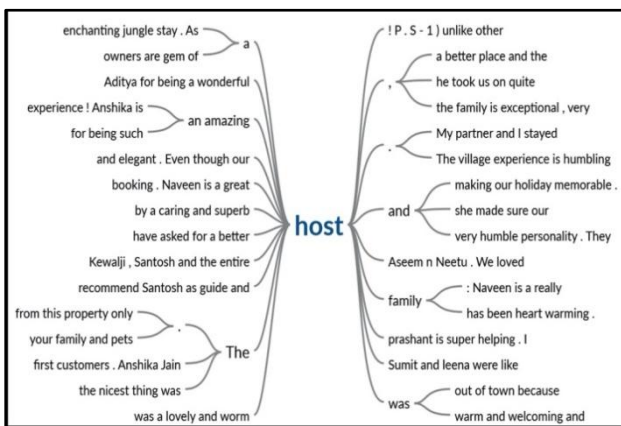 enchanting jungle stay . As
owners are gem of
a
Aditya for being a wonderful
experience ! Anshika is
for being such
an amazing
and elegant . Even though our
booking . Naveen is a great
by a caring and superb
have asked for a better
Kewalji , Santosh and the entire
recommend Santosh as guide and
from this property only
your family and pets
.
first customers . Anshika Jain
the nicest thing was
The
was a lovely and worm
host
! P . S - 1 ) unlike other
,
a better place and the
he took us on quite
the family is exceptional , very
.
My partner and I stayed
The village experience is humbling
and
making our holiday memorable .
she made sure our
very humble personality . They
Aseem n Neetu . We loved
family
: Naveen is a really
has been heart warming .
prashant is super helping . I
Sumit and leena were like
was
out of town because
warm and welcoming and